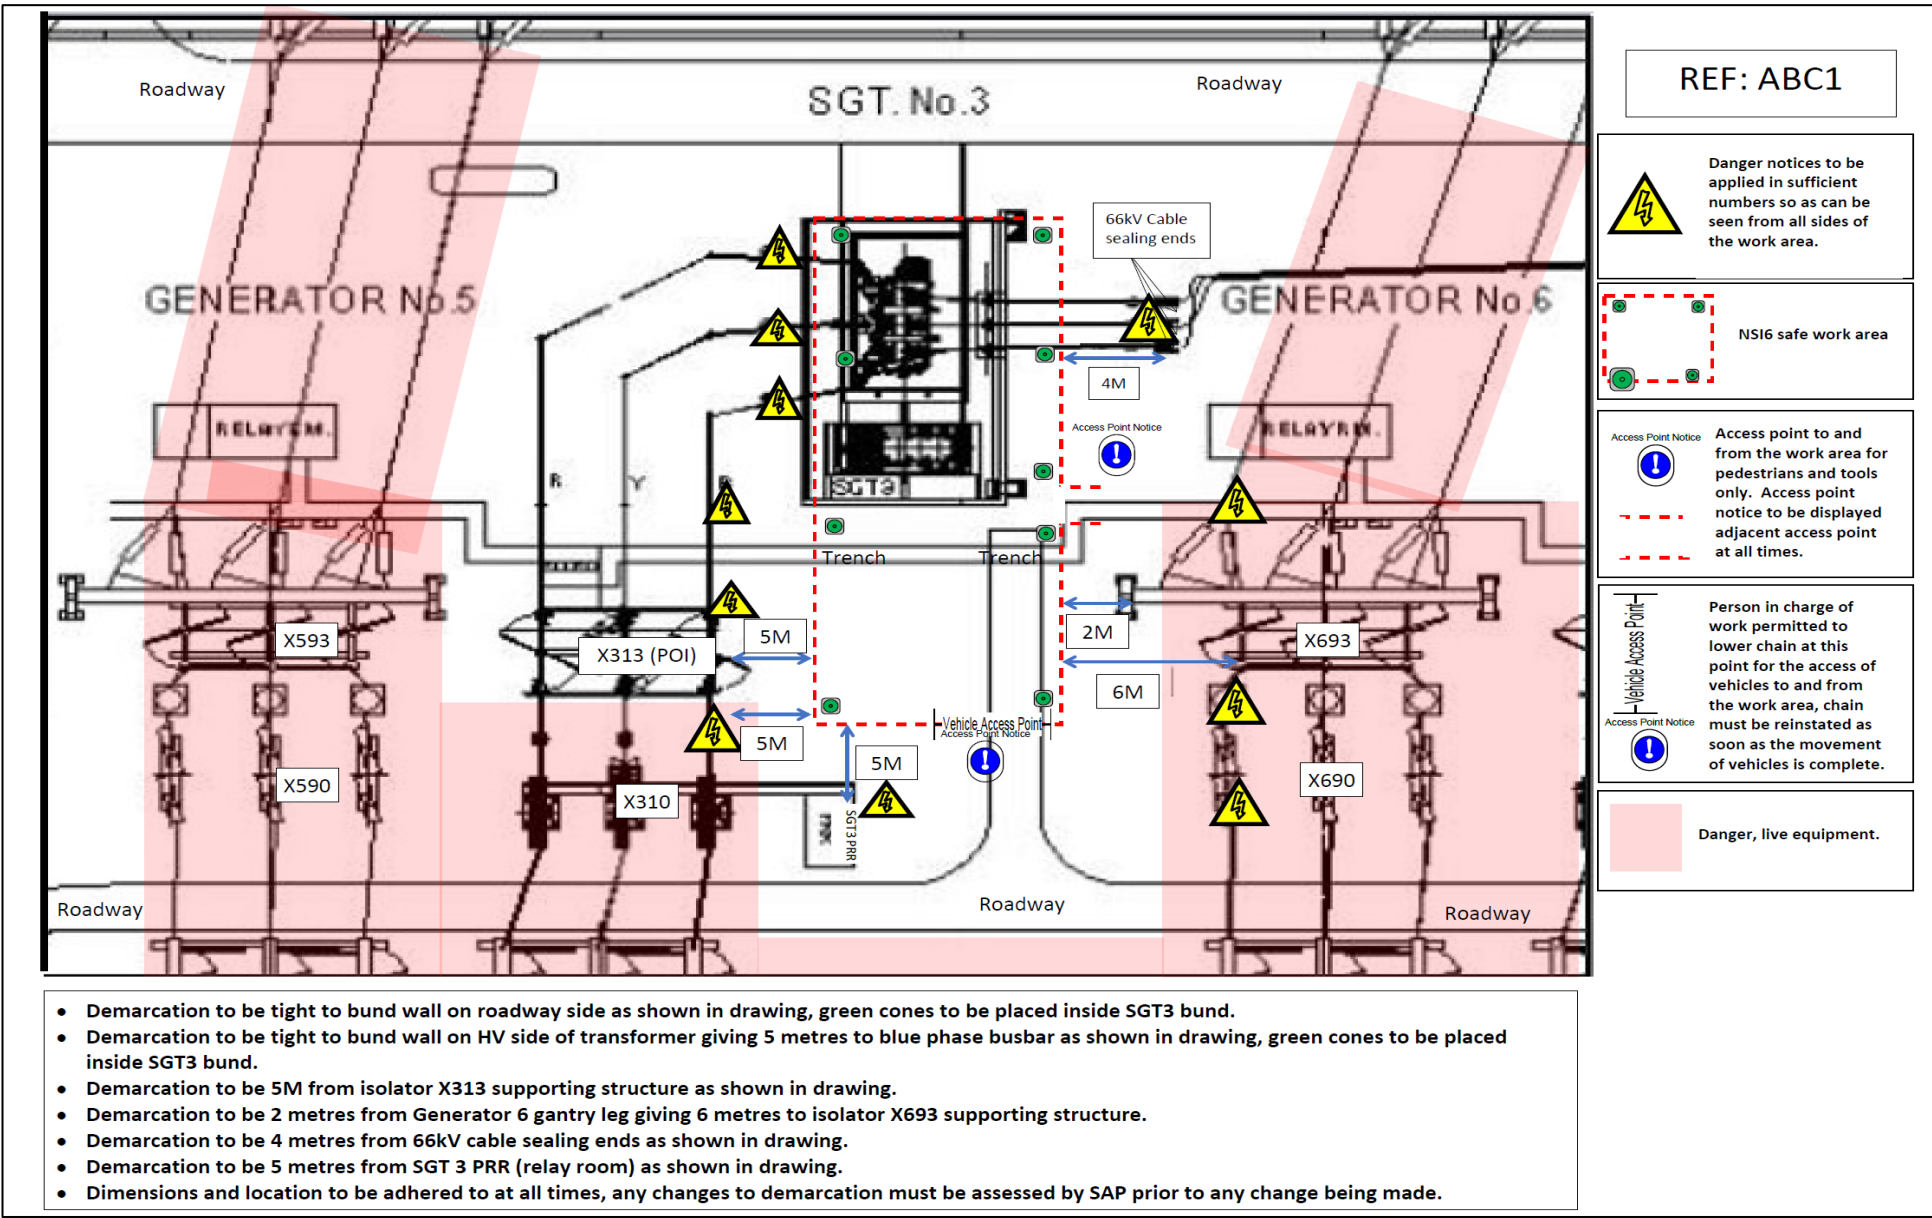 Roadway
SGT. No.3
Roadway
REF: ABC1
Danger notices to be
applied in sufficient
numbers so as can be
seen from all sides of
the work area.
66kV Cable
sealing ends
GENERATOR No.5
GENERATOR No.6
NSI6 safe work area
4M
RELAY RM.
RELAY RM.
Access Point Notice
Access Point Notice
Access point to and
from the work area for
pedestrians and tools
only. Access point
notice to be displayed
adjacent access point
at all times.
R
Y
B
SGT3
Trench
Trench
X593
X313 (POI)
5M
2M
X693
6M
Vehicle Access Point
Access Point Notice
5M
5M
X590
X310
SGT3 PRR
X690
Vehicle Access Point
Access Point Notice
Person in charge of
work permitted to
lower chain at this
point for the access of
vehicles to and from
the work area, chain
must be reinstated as
soon as the movement
of vehicles is complete.
Danger, live equipment.
Roadway
Roadway
Roadway
• Demarcation to be tight to bund wall on roadway side as shown in drawing, green cones to be placed inside SGT3 bund.
• Demarcation to be tight to bund wall on HV side of transformer giving 5 metres to blue phase busbar as shown in drawing, green cones to be placed
inside SGT3 bund.
• Demarcation to be 5M from isolator X313 supporting structure as shown in drawing.
• Demarcation to be 2 metres from Generator 6 gantry leg giving 6 metres to isolator X693 supporting structure.
• Demarcation to be 4 metres from 66kV cable sealing ends as shown in drawing.
• Demarcation to be 5 metres from SGT 3 PRR (relay room) as shown in drawing.
• Dimensions and location to be adhered to at all times, any changes to demarcation must be assessed by SAP prior to any change being made.